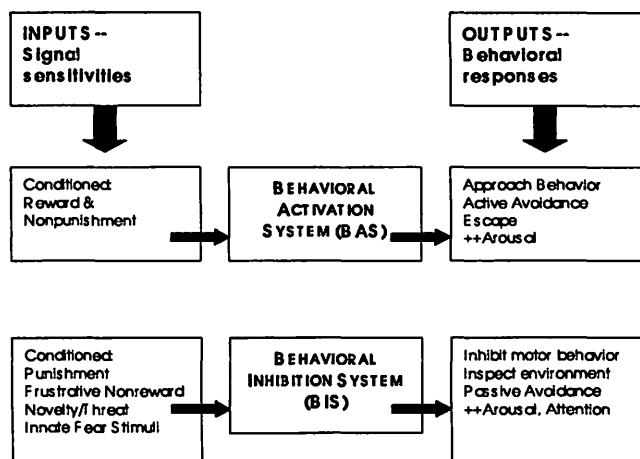 INPUTS --
Signal
sensitivities
OUTPUTS--
Behavioral
responses
Conditioned:
Reward &
Nonpunishment
BEHAVIORAL
ACTIVATION
SYSTEM (BAS)
Approach Behavior
Active Avoidance
Escape
++Arousal
Conditioned:
Punishment
Frustrative Nonreward
Novelty/Threat
Innate Fear Stimuli
BEHAVIORAL
INHIBITION SYSTEM
(BIS)
Inhibit motor behavior
Inspect environment
Passive Avoidance
++Arousal, Attention